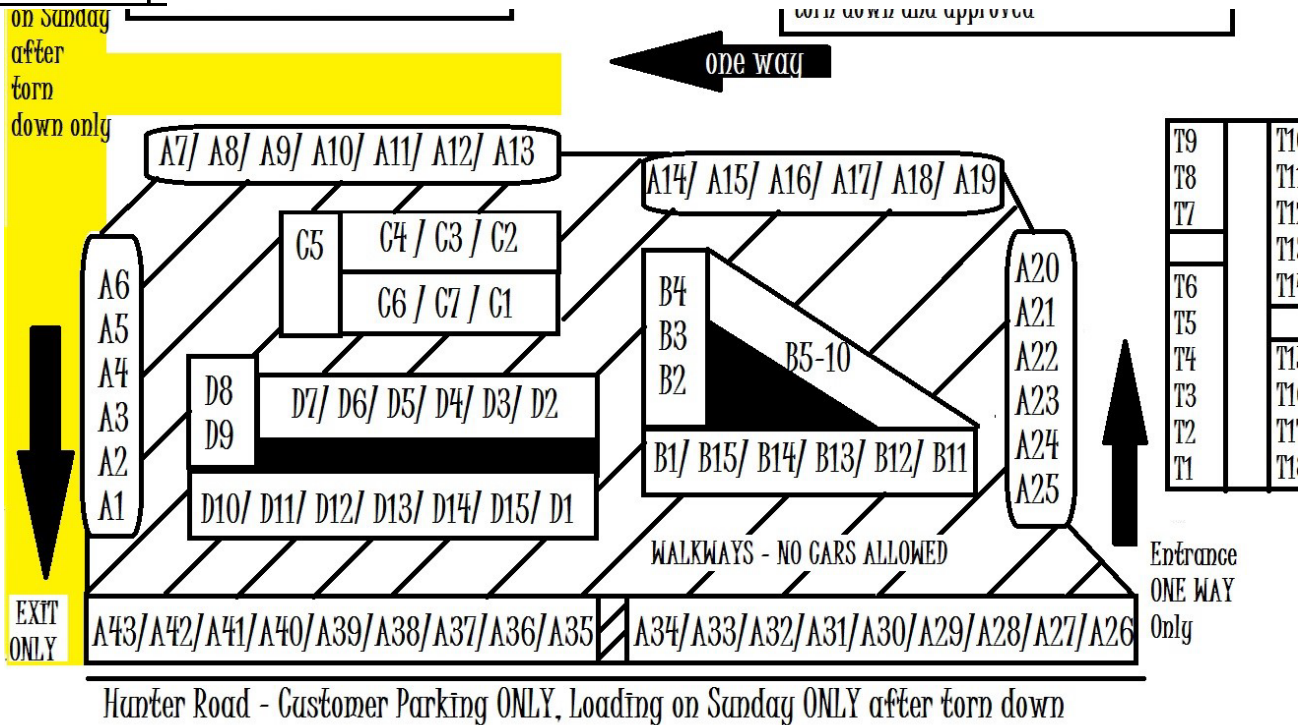 on Sunday
after
torn
down only
torn down and approved
one way
A7/ A8/ A9/ A10/ A11/ A12/ A13
A14/ A15/ A16/ A17/ A18/ A19
C5
C4 / C3 / C2
C6 / C7 / C1
A6
A5
A4
A3
A2
A1
B4
B3
B2
B5-10
B1/ B15/ B14/ B13/ B12/ B11
D8
D9
D7/ D6/ D5/ D4/ D3/ D2
D10/ D11/ D12/ D13/ D14/ D15/ D1
A20
A21
A22
A23
A24
A25
T9
T8
T7
T6
T5
T4
T3
T2
T1
T11
T12
T14
T17
WALKWAYS - NO CARS ALLOWED
Entrance
ONE WAY
Only
EXIT
ONLY
A43/A42/A41/A40/A39/A38/A37/A36/A35
A34/A33/A32/A31/A30/A29/A28/A27/A26
Hunter Road - Customer Parking ONLY, Loading on Sunday ONLY after torn down